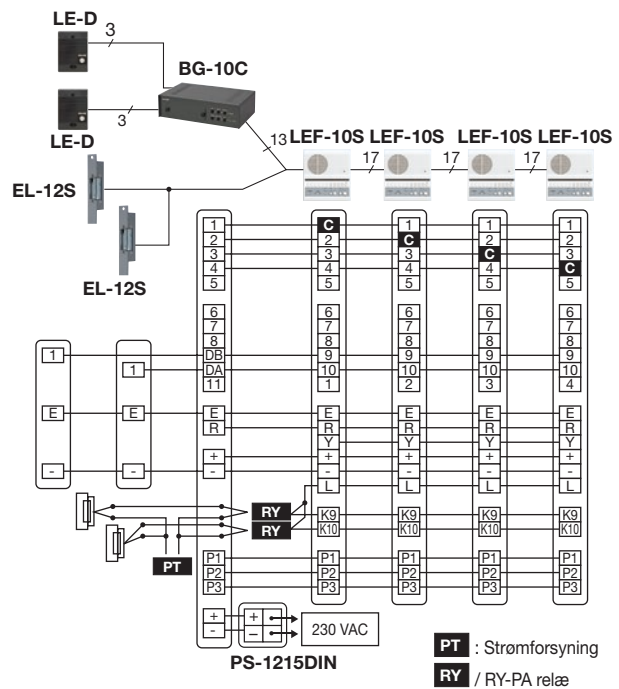 LE-D
3
BG-10C
3
LE-D
13
LEF-10S LEF-10S LEF-10S LEF-10S
17 17 17
EL-12S
EL-12S
1 C 1 1 1
2 2 C 2 2
3 3 3 C 3
4 4 4 4 C
5 5 5 5
6 6 6 6
7 7 7 7 7
6
8 8 8 8 8
1 DB 9 9 9 9
1 DA 10 10 10 10
11 1 2 3 4
E E E E E E E
R R R R R
Y Y Y Y
- - + + + + +
- - - - -
L L L L
RY K9 K9 K9 K9
RY K10 K10 K10 K10
PT
P1 P1 P1 P1 P1
P2 P2 P2 P2 P2
P3 P3 P3 P3 P3
+ +
- – 230 VAC
PS-1215DIN
PT : Strømforsyning
RY / RY-PA relæ